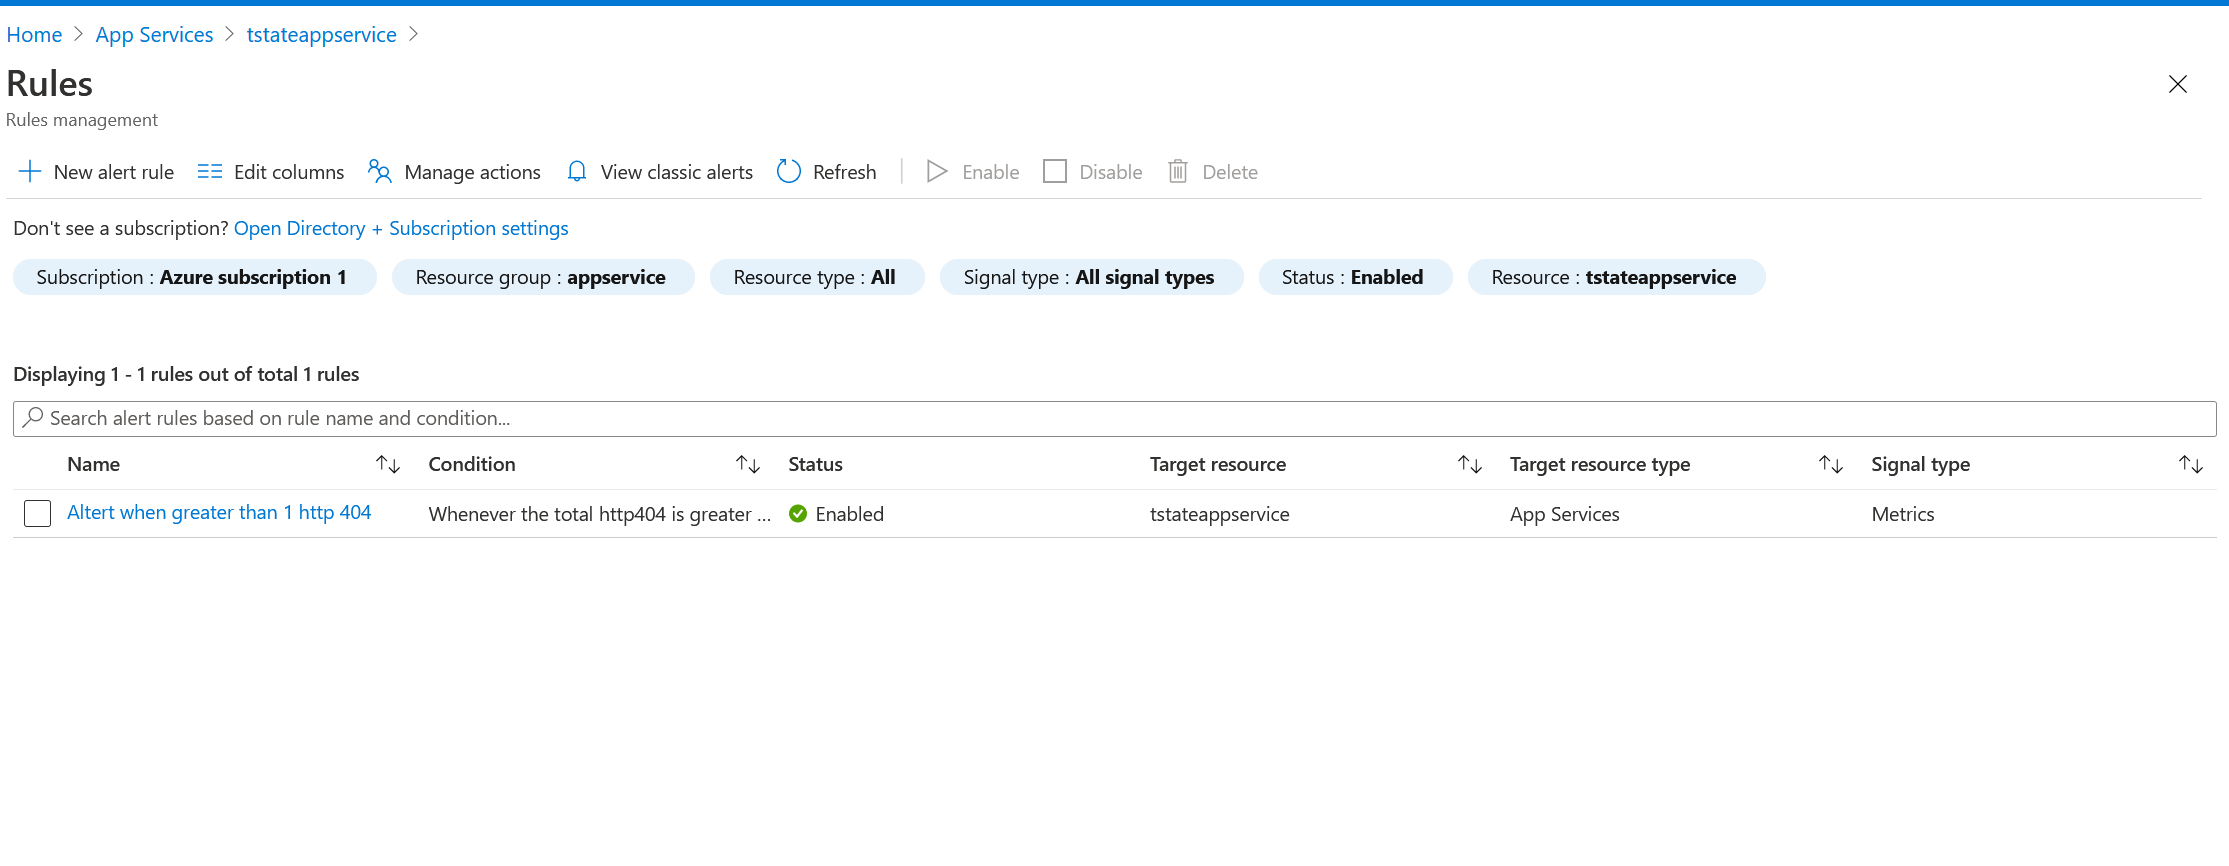 Home > App Services > tstateappservice >
Rules
Rules management
New alert rule Edit columns Manage actions View classic alerts Refresh Enable Disable Delete
Don't see a subscription? Open Directory + Subscription settings
Subscription : Azure subscription 1 Resource group : appservice Resource type : All Signal type : All signal types Status : Enabled Resource : tstateappservice
Displaying 1 - 1 rules out of total 1 rules
Search alert rules based on rule name and condition...
Name Condition Status Target resource Target resource type Signal type
Altert when greater than 1 http 404 Whenever the total http404 is greater ... Enabled tstateappservice App Services Metrics